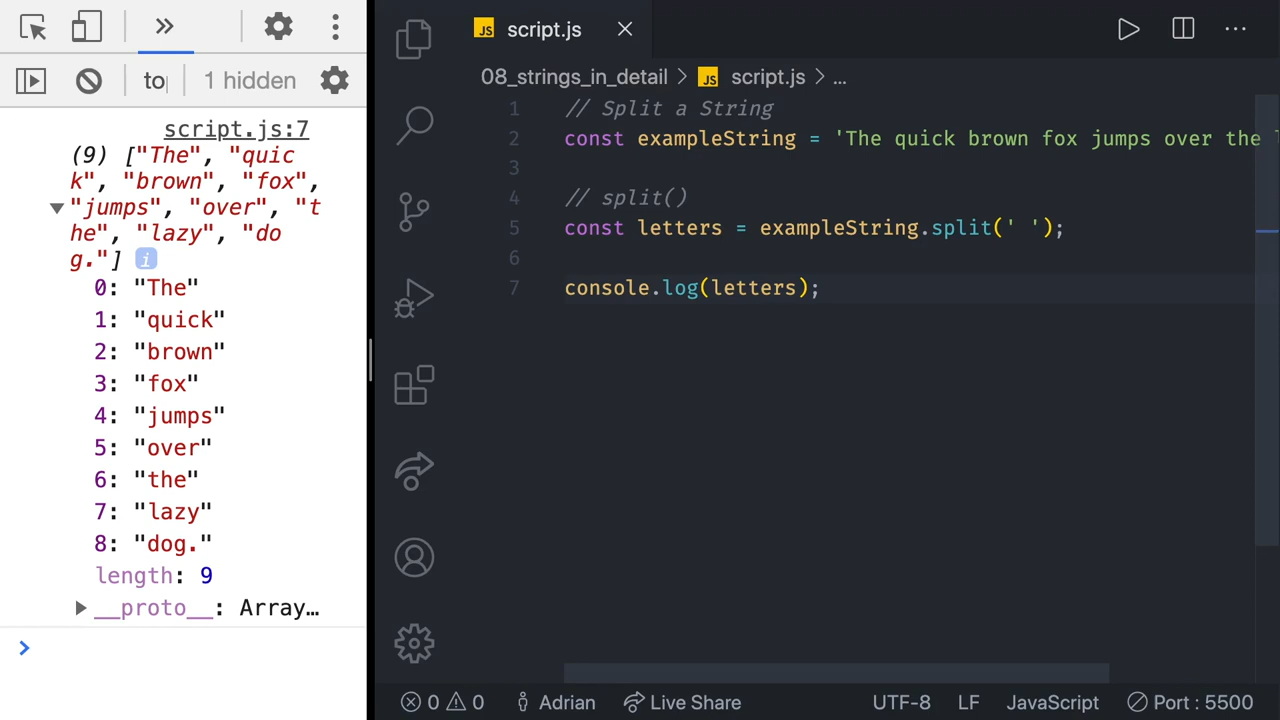 to
1 hidden
script.js:7
(9) ["The", "quic
k", "brown", "fox",
"jumps", "over", "t
he", "lazy", "do
g."] i
0: "The"
1: "quick"
2: "brown"
3: "fox"
4: "jumps"
5: "over"
6: "the"
7: "lazy"
8: "dog."
length: 9
__proto__: Array…
JS script.js
08_strings_in_detail > JS script.js > ...
1 // Split a String
2 const exampleString = 'The quick brown fox jumps over the
3
4 // split()
5 const letters = exampleString.split(' ');
6
7 console.log(letters);
0 0 Adrian Live Share UTF-8 LF JavaScript Port : 5500